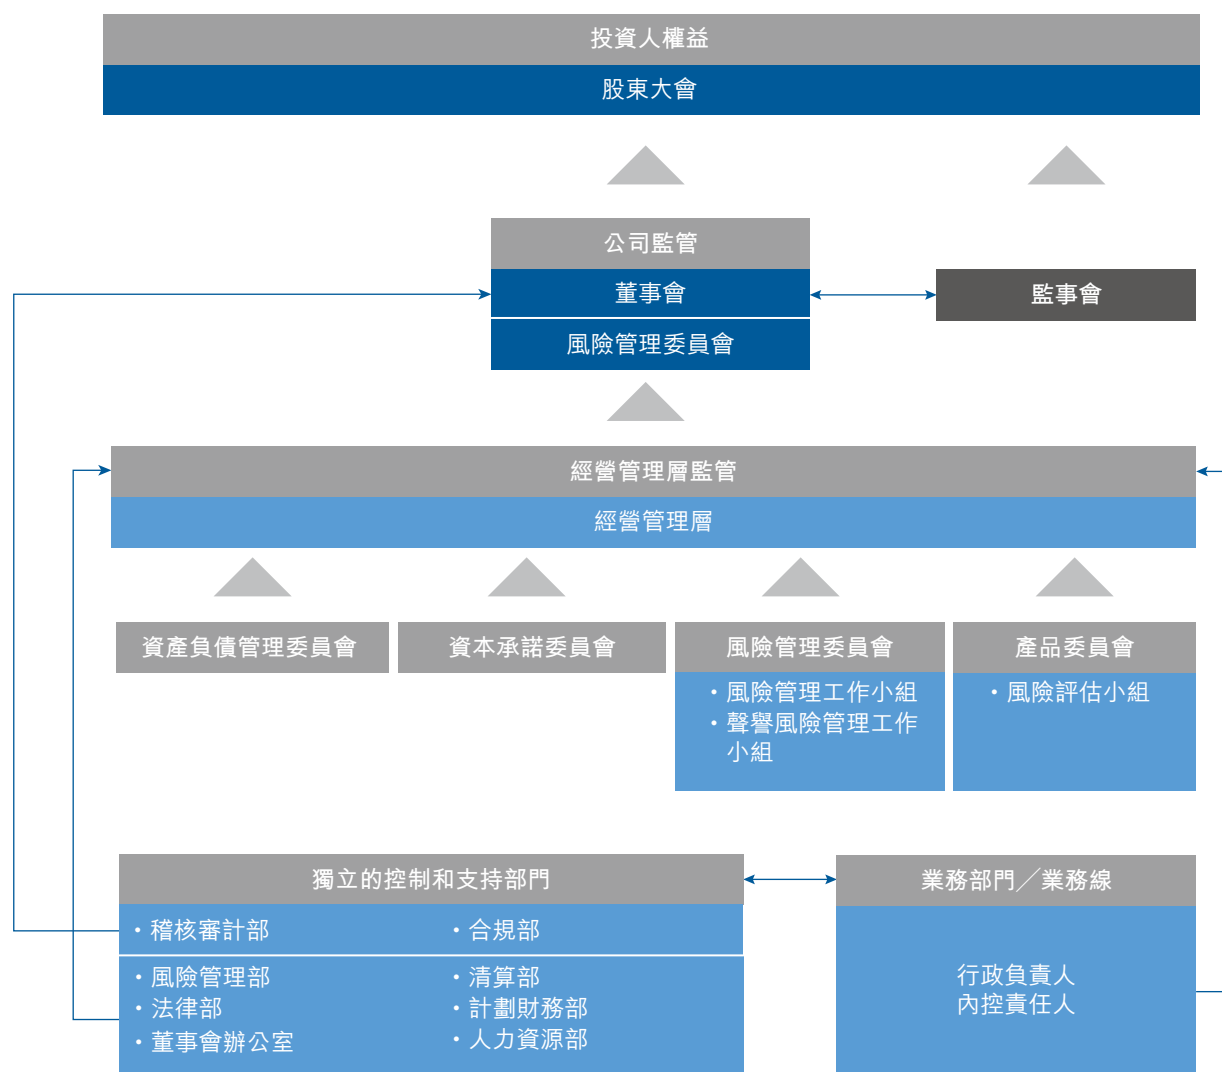 投資人權益
股東大會
公司監管
董事會
監事會
風險管理委員會
經營管理層監管
經營管理層
資產負債管理委員會
資本承諾委員會
風險管理委員會
・風險管理工作小組
・聲譽風險管理工作
小組
產品委員會
・風險評估小組
獨立的控制和支持部門
・稽核審計部
・合規部
・風險管理部
・法律部
・董事會辦公室
・清算部
・計劃財務部
・人力資源部
業務部門╱業務線
行政負責人
內控責任人